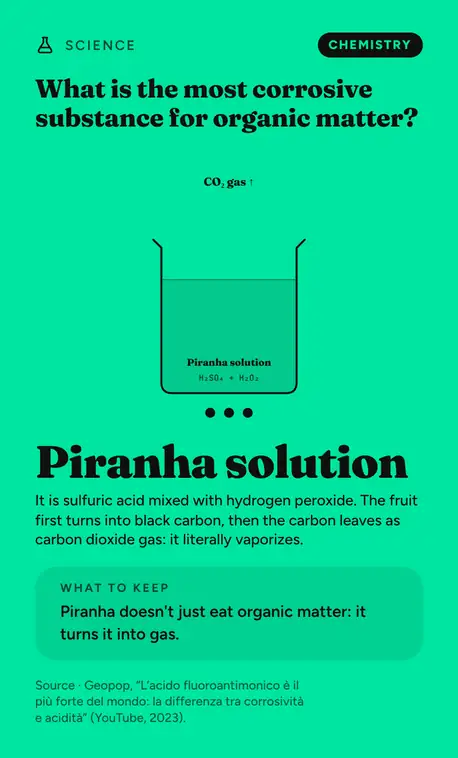 SCIENCE
CHEMISTRY
What is the most corrosive
substance for organic matter?
CO₂ gas ↑
Piranha solution
H₂SO₄ + H₂O₂
Piranha solution
It is sulfuric acid mixed with hydrogen peroxide. The fruit
first turns into black carbon, then the carbon leaves as
carbon dioxide gas: it literally vaporizes.
WHAT TO KEEP
Piranha doesn't just eat organic matter: it
turns it into gas.
Source · Geopop, “L’acido fluoroantimonico è il
più forte del mondo: la differenza tra corrosività
e acidità” (YouTube, 2023).